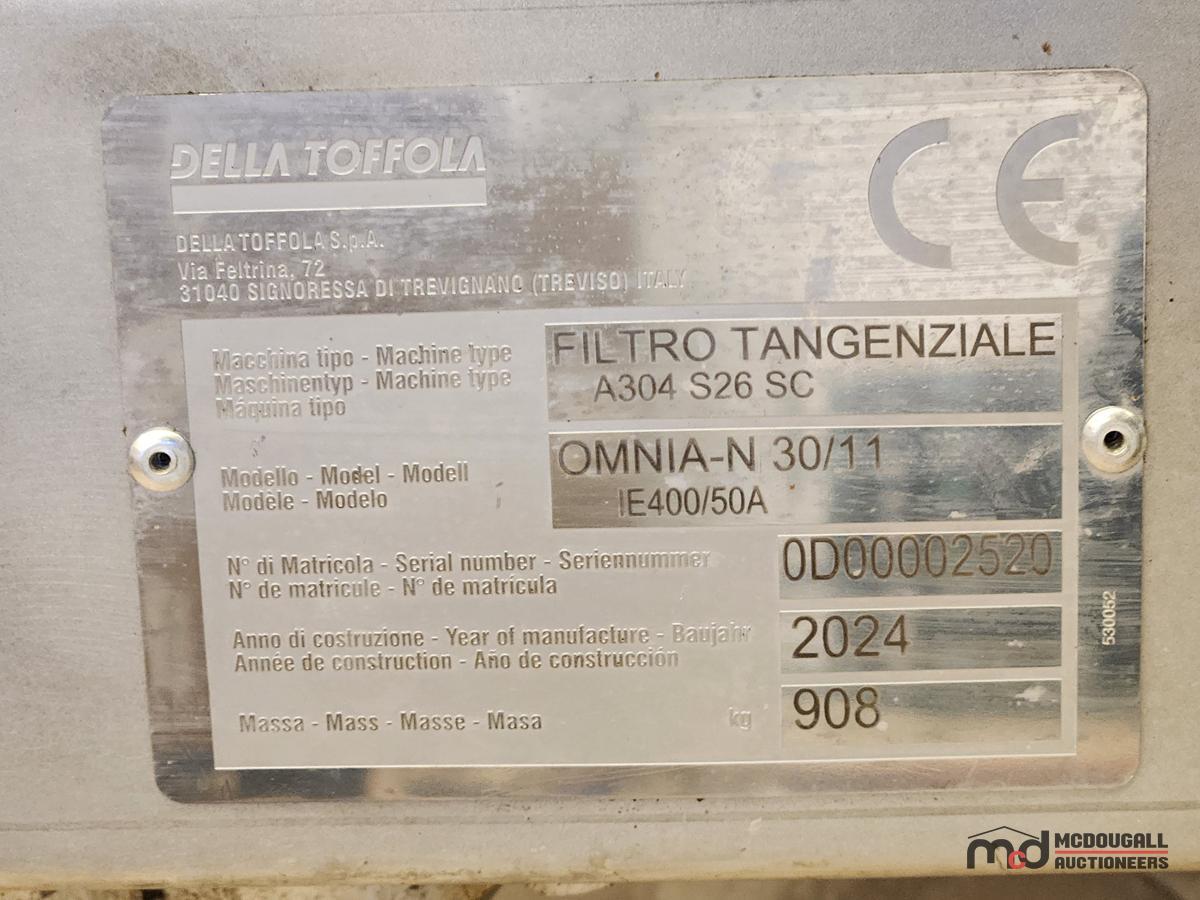 DELLA TOFFOLA
CE
DELLA TOFFOLA S.p.A.
Via Feltrina, 72
31040 SIGNORESSA DI TREVIGNANO (TREVISO) ITALY
Macchina tipo - Machine type
Maschinentyp - Machine type
Máquina tipo
FILTRO TANGENZIALE
A304 S26 SC
Modello - Model - Modell
Modèle - Modelo
OMNIA-N 30/11
IE400/50A
N° di Matricola - Serial number - Seriennummer
N° de matricule - N° de matrícula
0D00002520
Anno di costruzione - Year of manufacture - Baujahr
Année de construction - Año de construcción
2024
Massa - Mass - Masse - Masa kg
908
530052
mcd MCDOUGALL
AUCTIONEERS